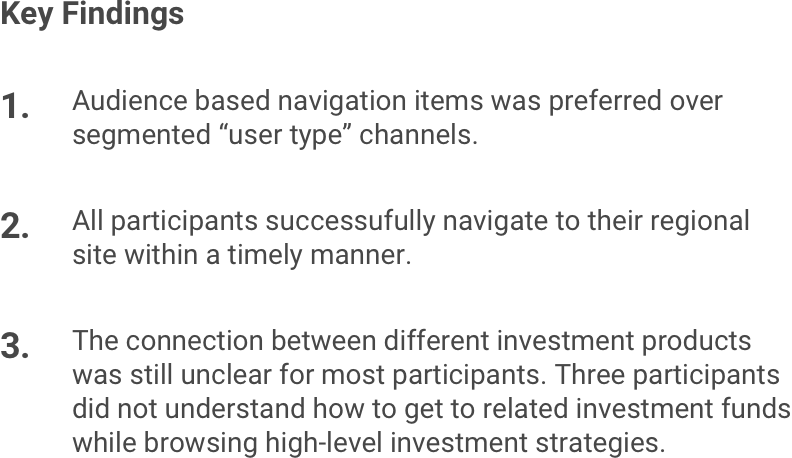 Key Findings
1. Audience based navigation items was preferred over
segmented “user type” channels.
2. All participants successufully navigate to their regional
site within a timely manner.
3. The connection between different investment products
was still unclear for most participants. Three participants
did not understand how to get to related investment funds
while browsing high-level investment strategies.